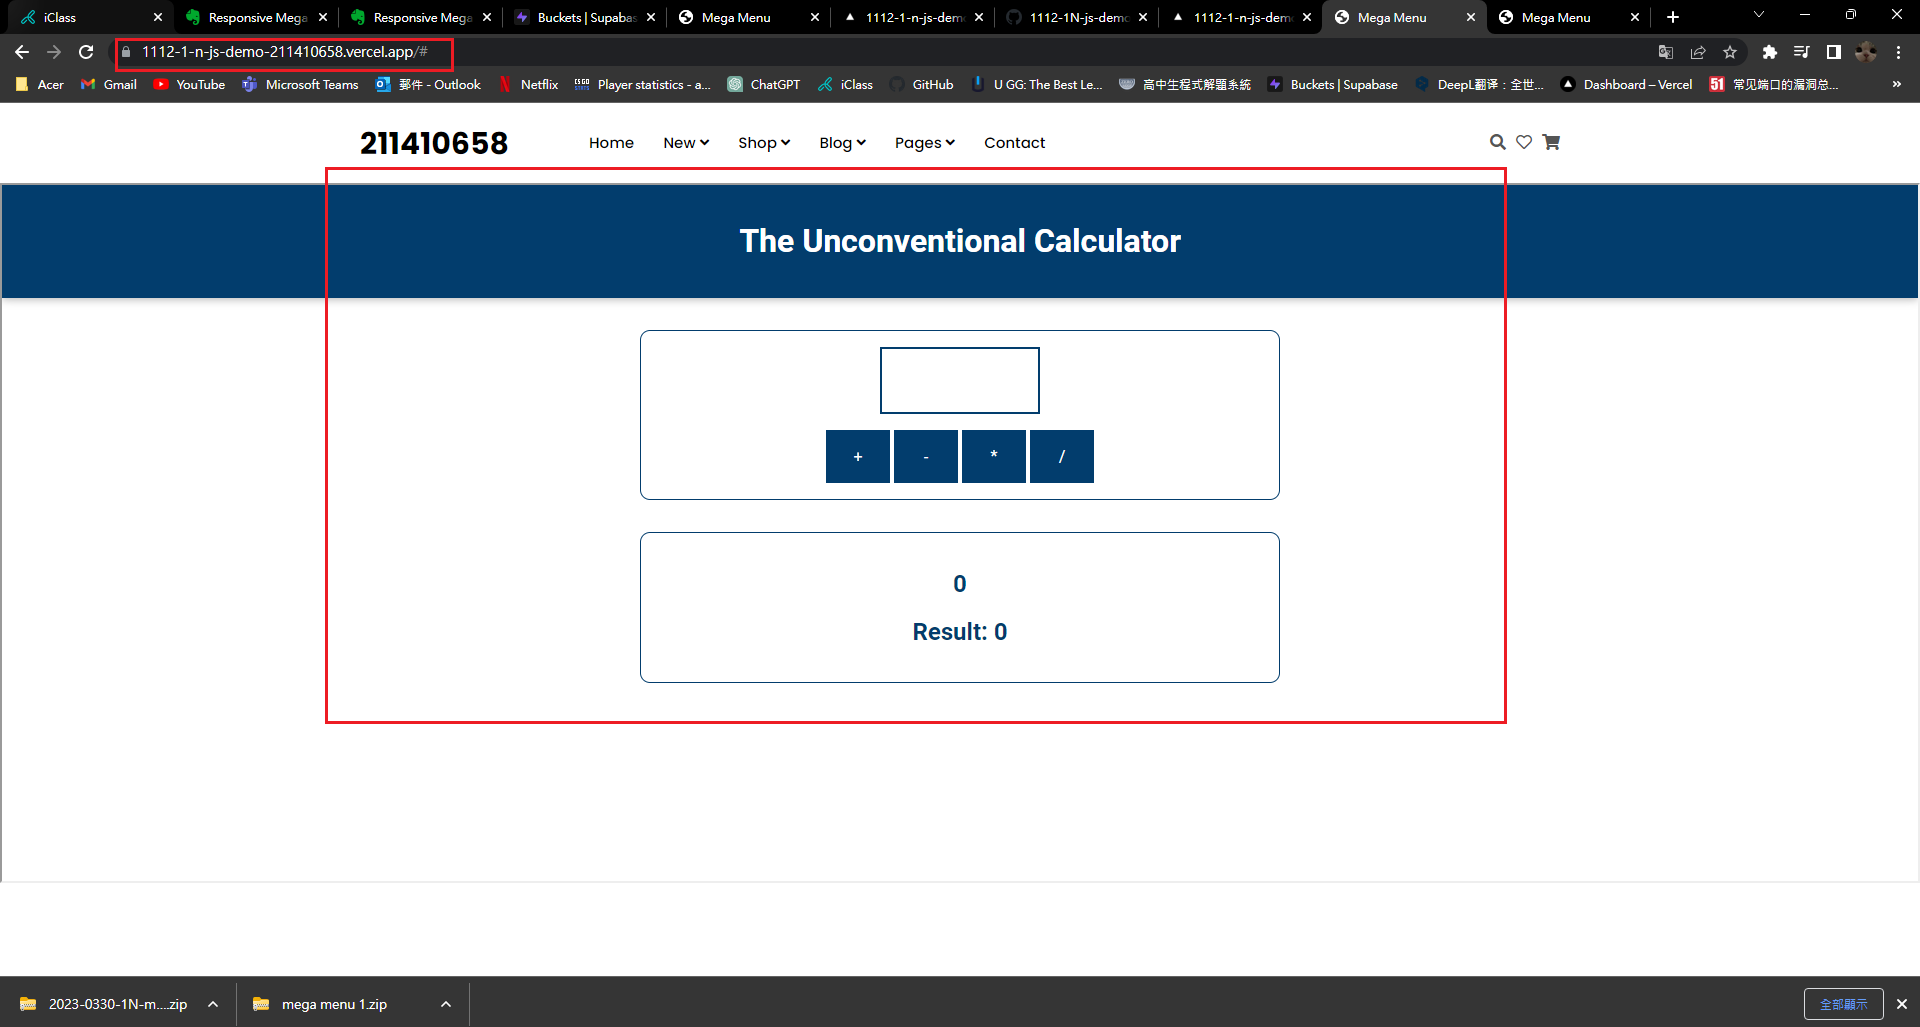 iClass
Responsive Mega
Responsive Mega
Buckets | Supabas
Mega Menu
1112-1-n-js-dem
1112-1N-js-demo
1112-1-n-js-dem
Mega Menu
Mega Menu
1112-1-n-js-demo-211410658.vercel.app/#
Acer
Gmail
YouTube
Microsoft Teams
郵件 - Outlook
Netflix
Player statistics - a...
ChatGPT
iClass
GitHub
U GG: The Best Le...
高中生程式解題系統
Buckets | Supabase
DeepL翻译：全世...
Dashboard – Vercel
51
常见端口的漏洞总...
»
211410658
Home
New
Shop
Blog
Pages
Contact
The Unconventional Calculator
+ - * /
0
Result: 0
2023-0330-1N-m....zip
mega menu 1.zip
全部顯示